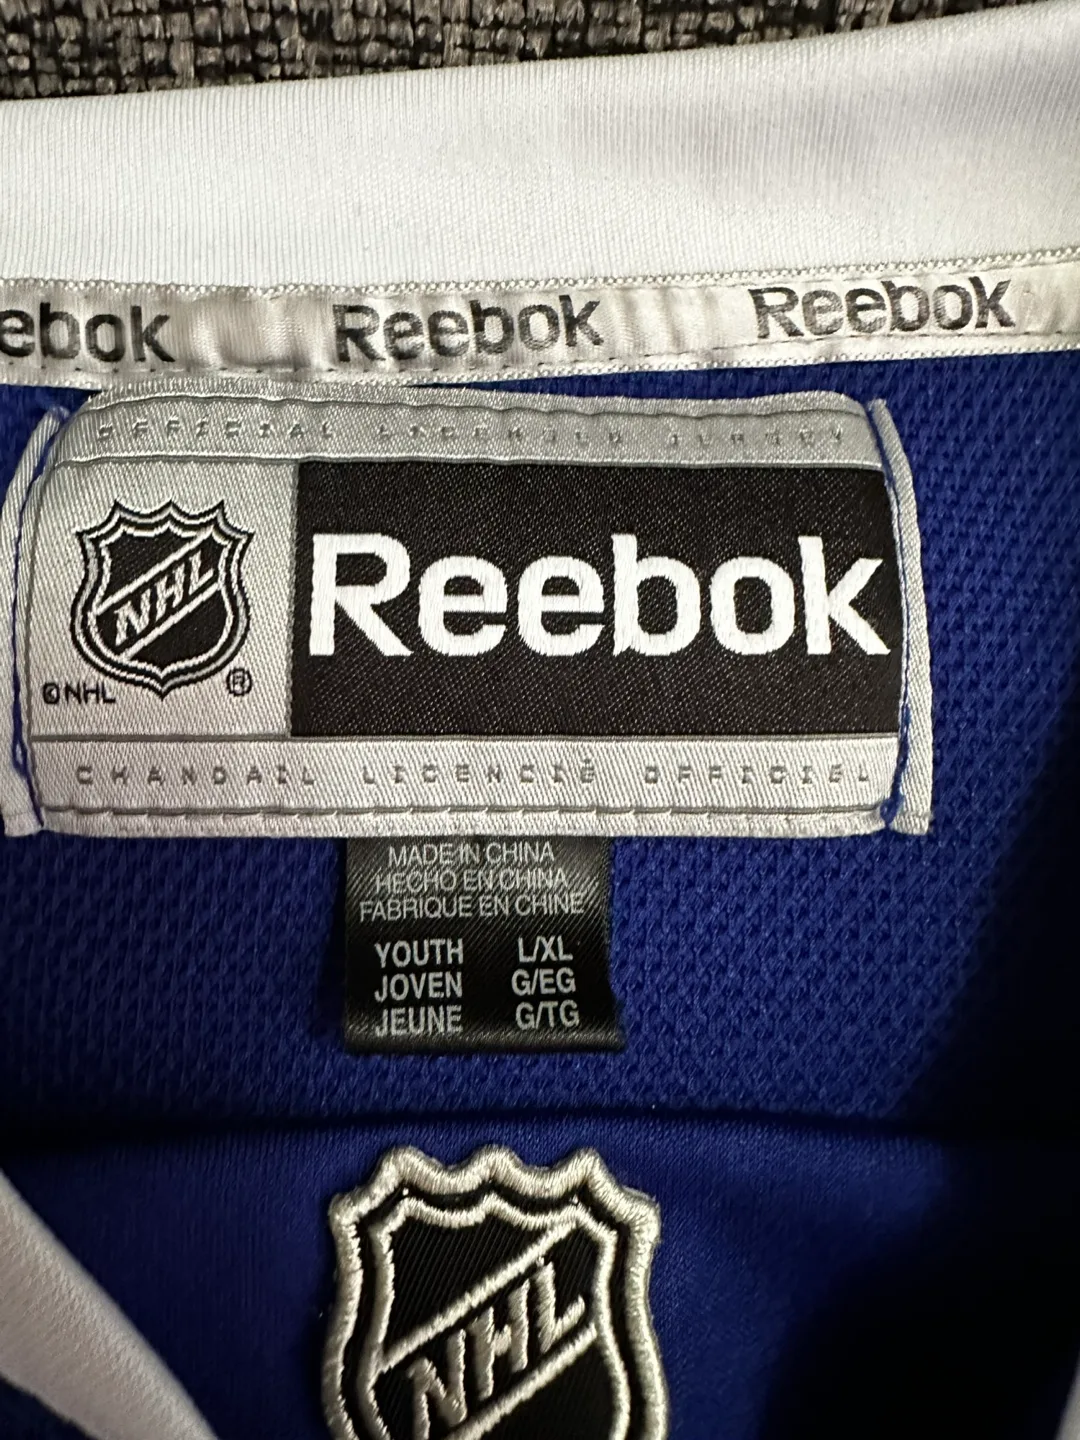 ebok Reebok Reebok
OFFICIAL LICENSED JERSEY
NHL
© NHL ®
Reebok
CHANDAIL LICENCIÉ OFFICIEL
MADE IN CHINA
HECHO EN CHINA
FABRIQUE EN CHINE
YOUTH L/XL
JOVEN G/EG
JEUNE G/TG
NHL